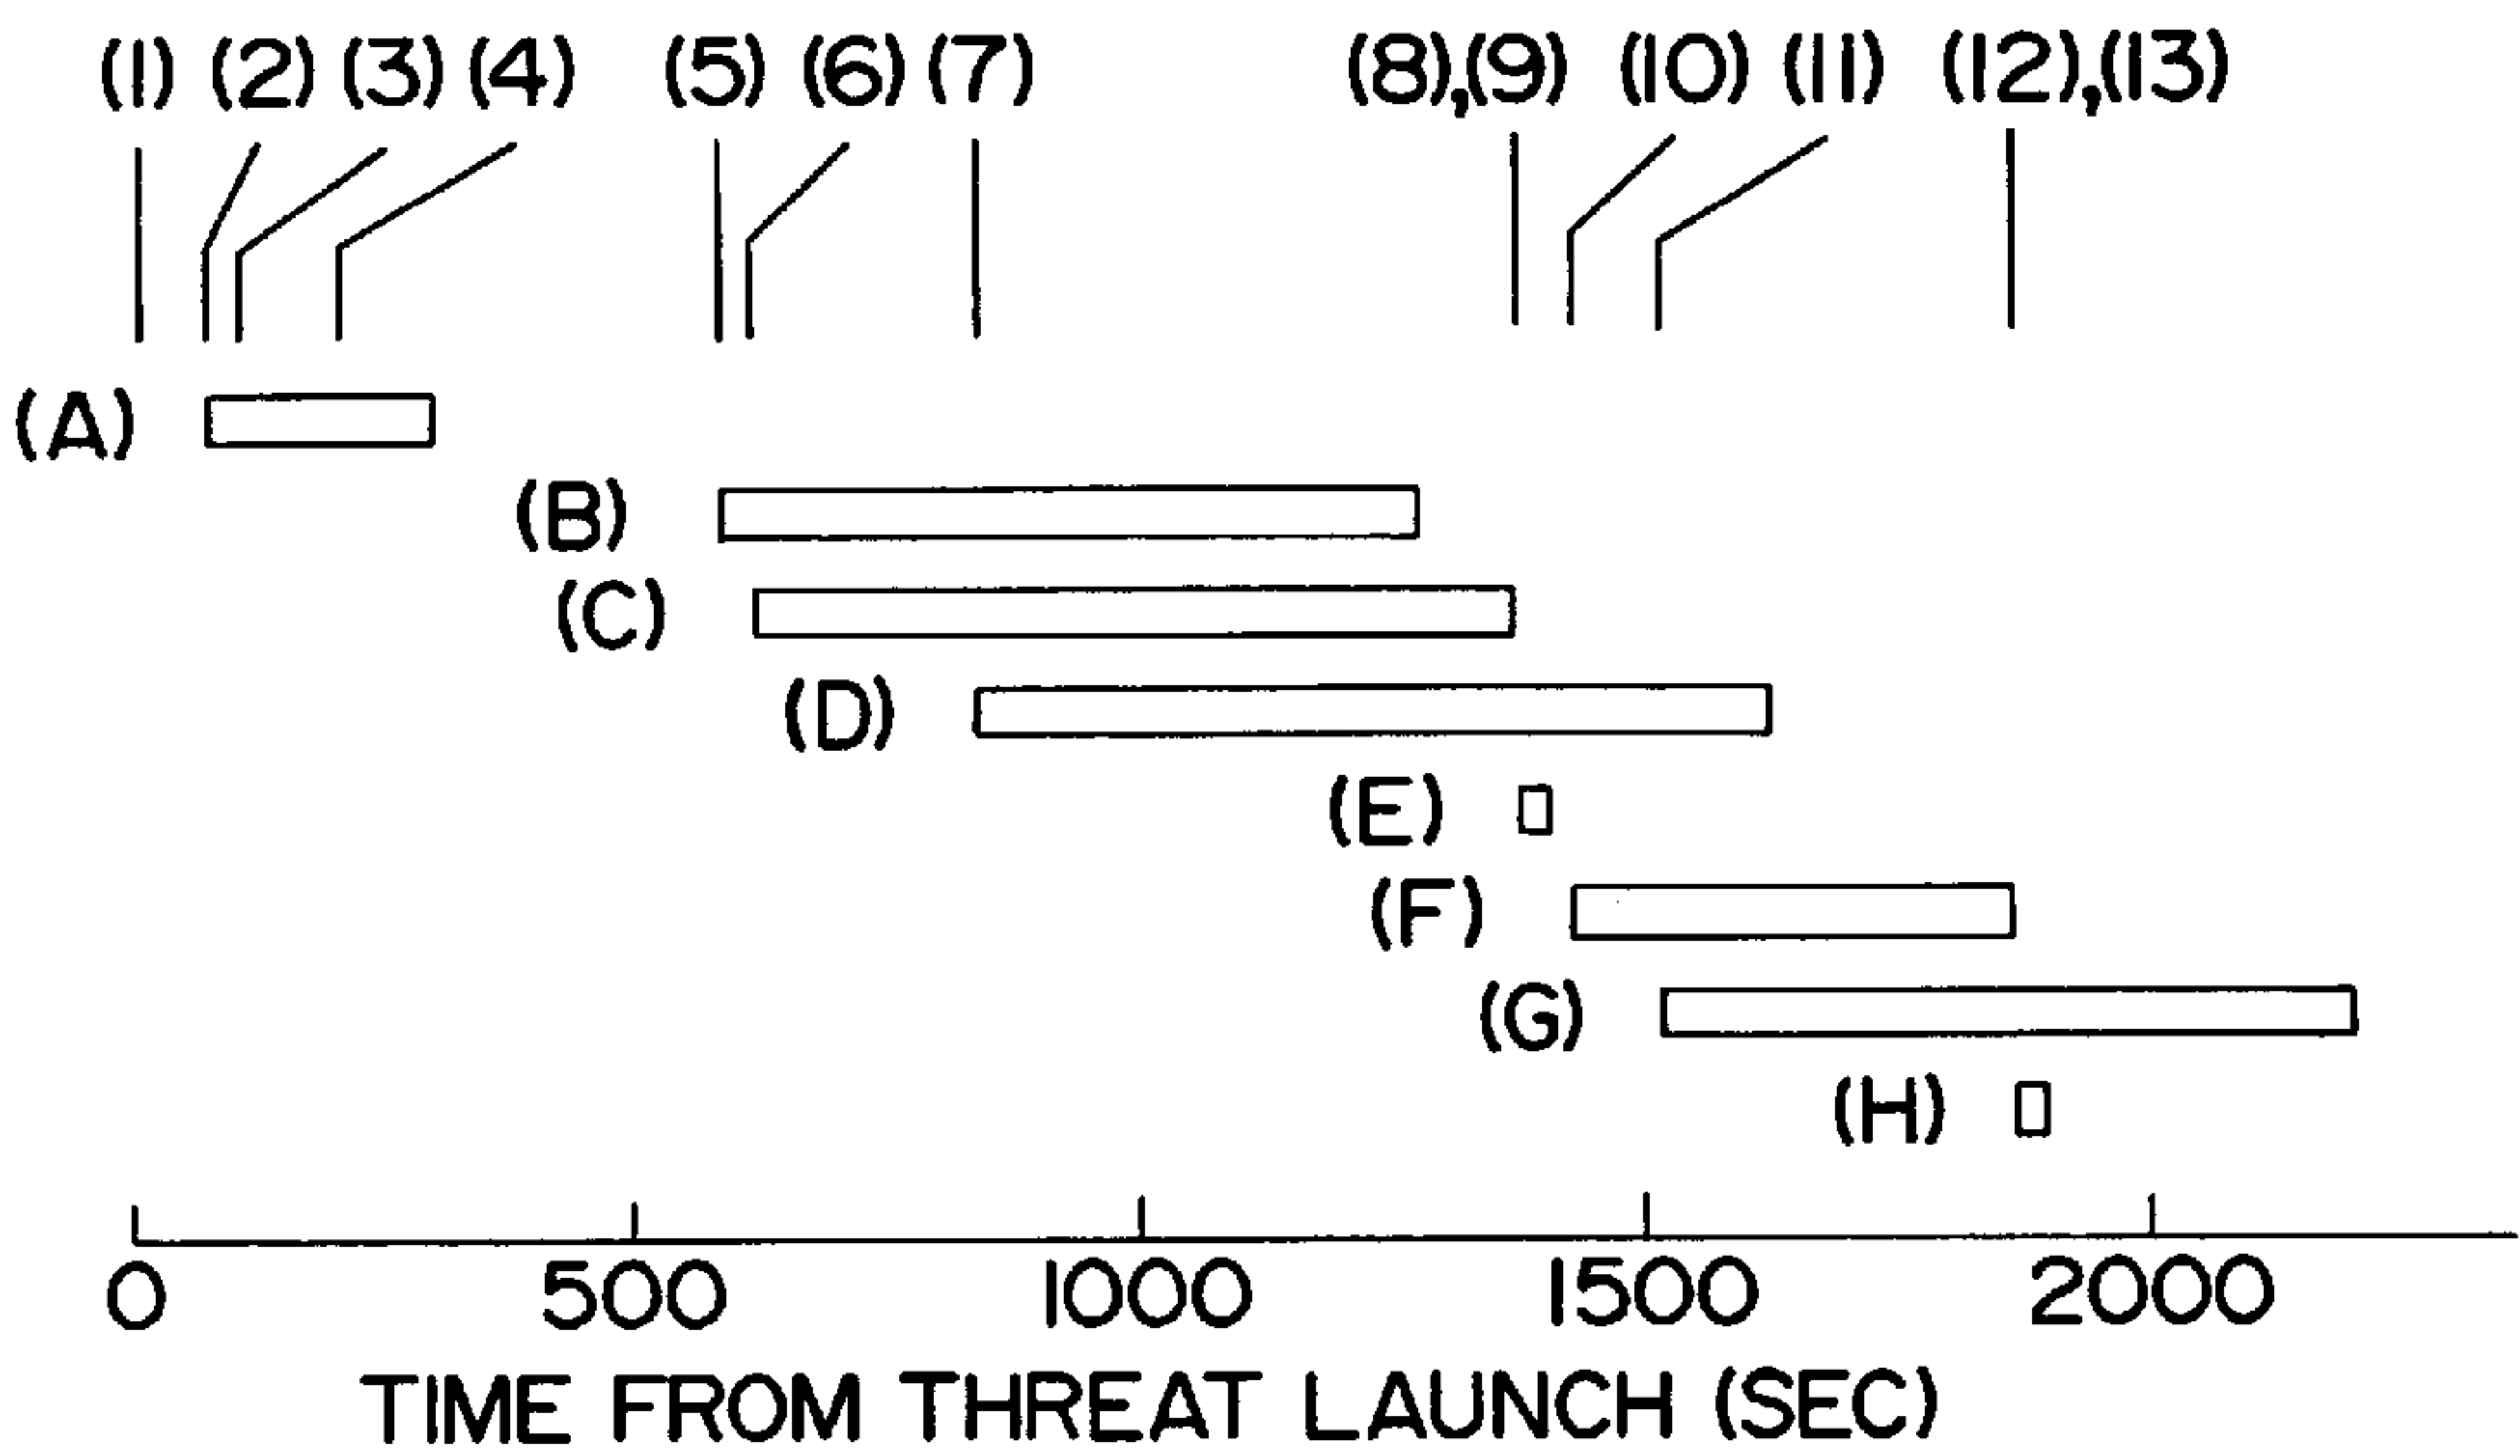 (1) (2) (3) (4) (5) (6) (7) (8),(9) (10) (11) (12),(13)
(A)
(B)
(C)
(D)
(E)
(F)
(G)
(H)
0 500 1000 1500 2000
TIME FROM THREAT LAUNCH (SEC)